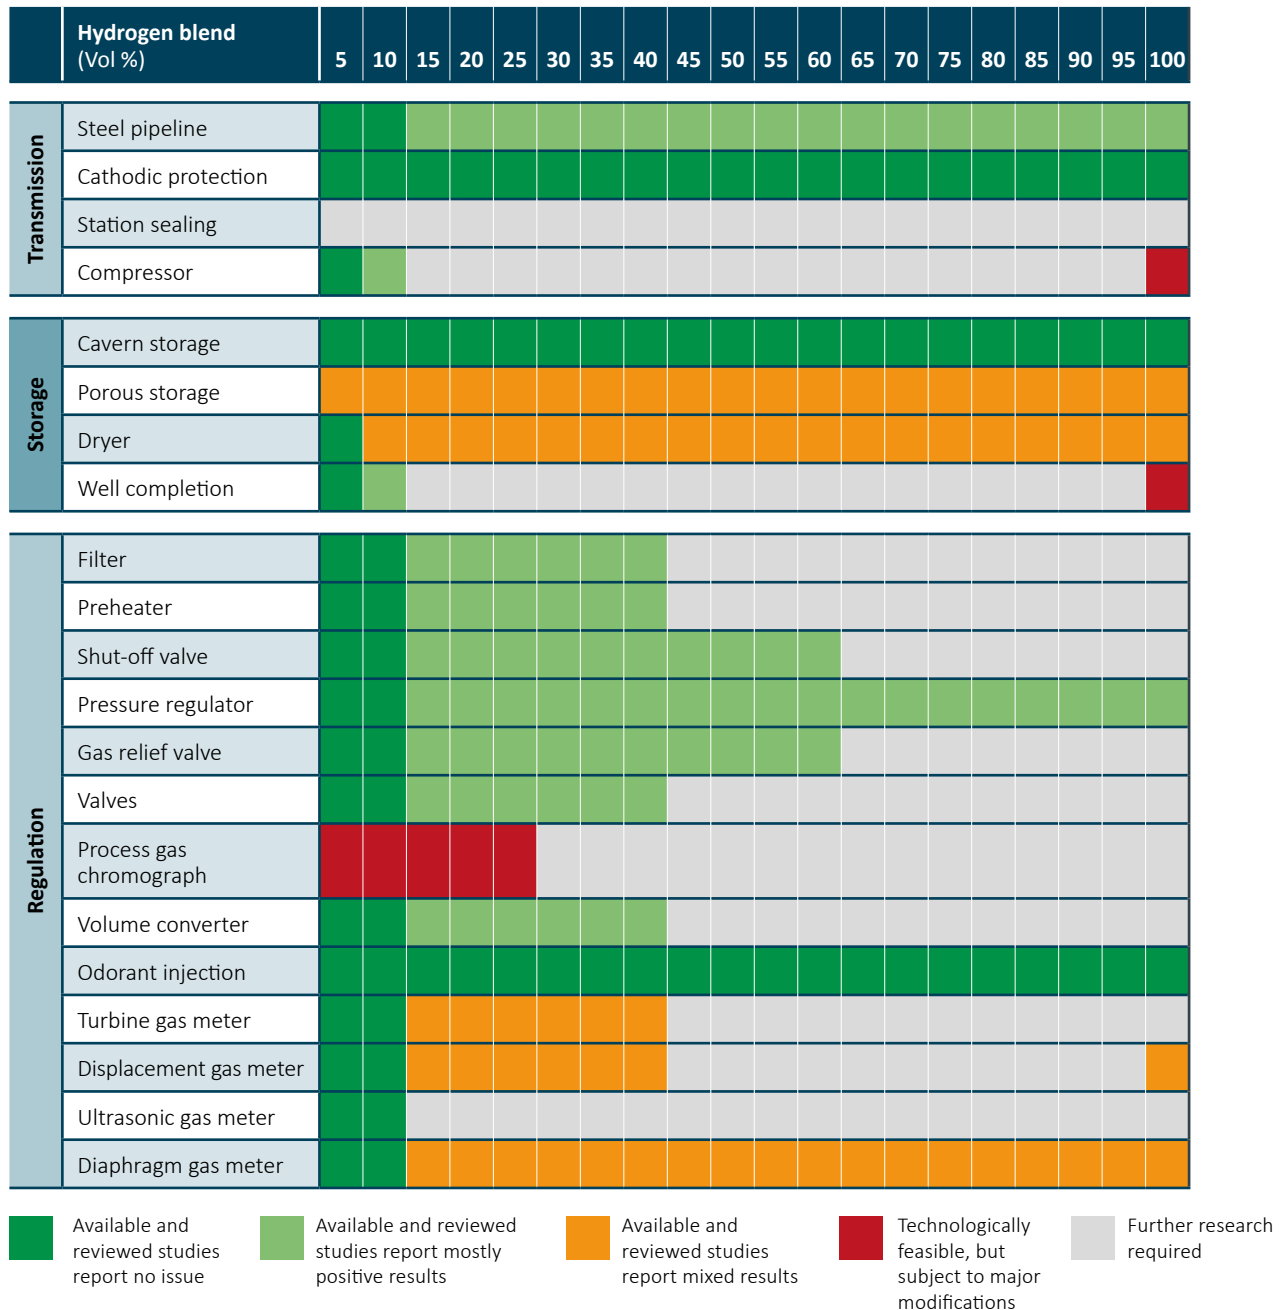 Hydrogen blend
(Vol %)
5 10 15 20 25 30 35 40 45 50 55 60 65 70 75 80 85 90 95 100
Transmission
Steel pipeline
Cathodic protection
Station sealing
Compressor
Storage
Cavern storage
Porous storage
Dryer
Well completion
Regulation
Filter
Preheater
Shut-off valve
Pressure regulator
Gas relief valve
Valves
Process gas
chromograph
Volume converter
Odorant injection
Turbine gas meter
Displacement gas meter
Ultrasonic gas meter
Diaphragm gas meter
Available and
reviewed studies
report no issue
Available and reviewed
studies report mostly
positive results
Available and
reviewed studies
report mixed results
Technologically
feasible, but
subject to major
modifications
Further research
required